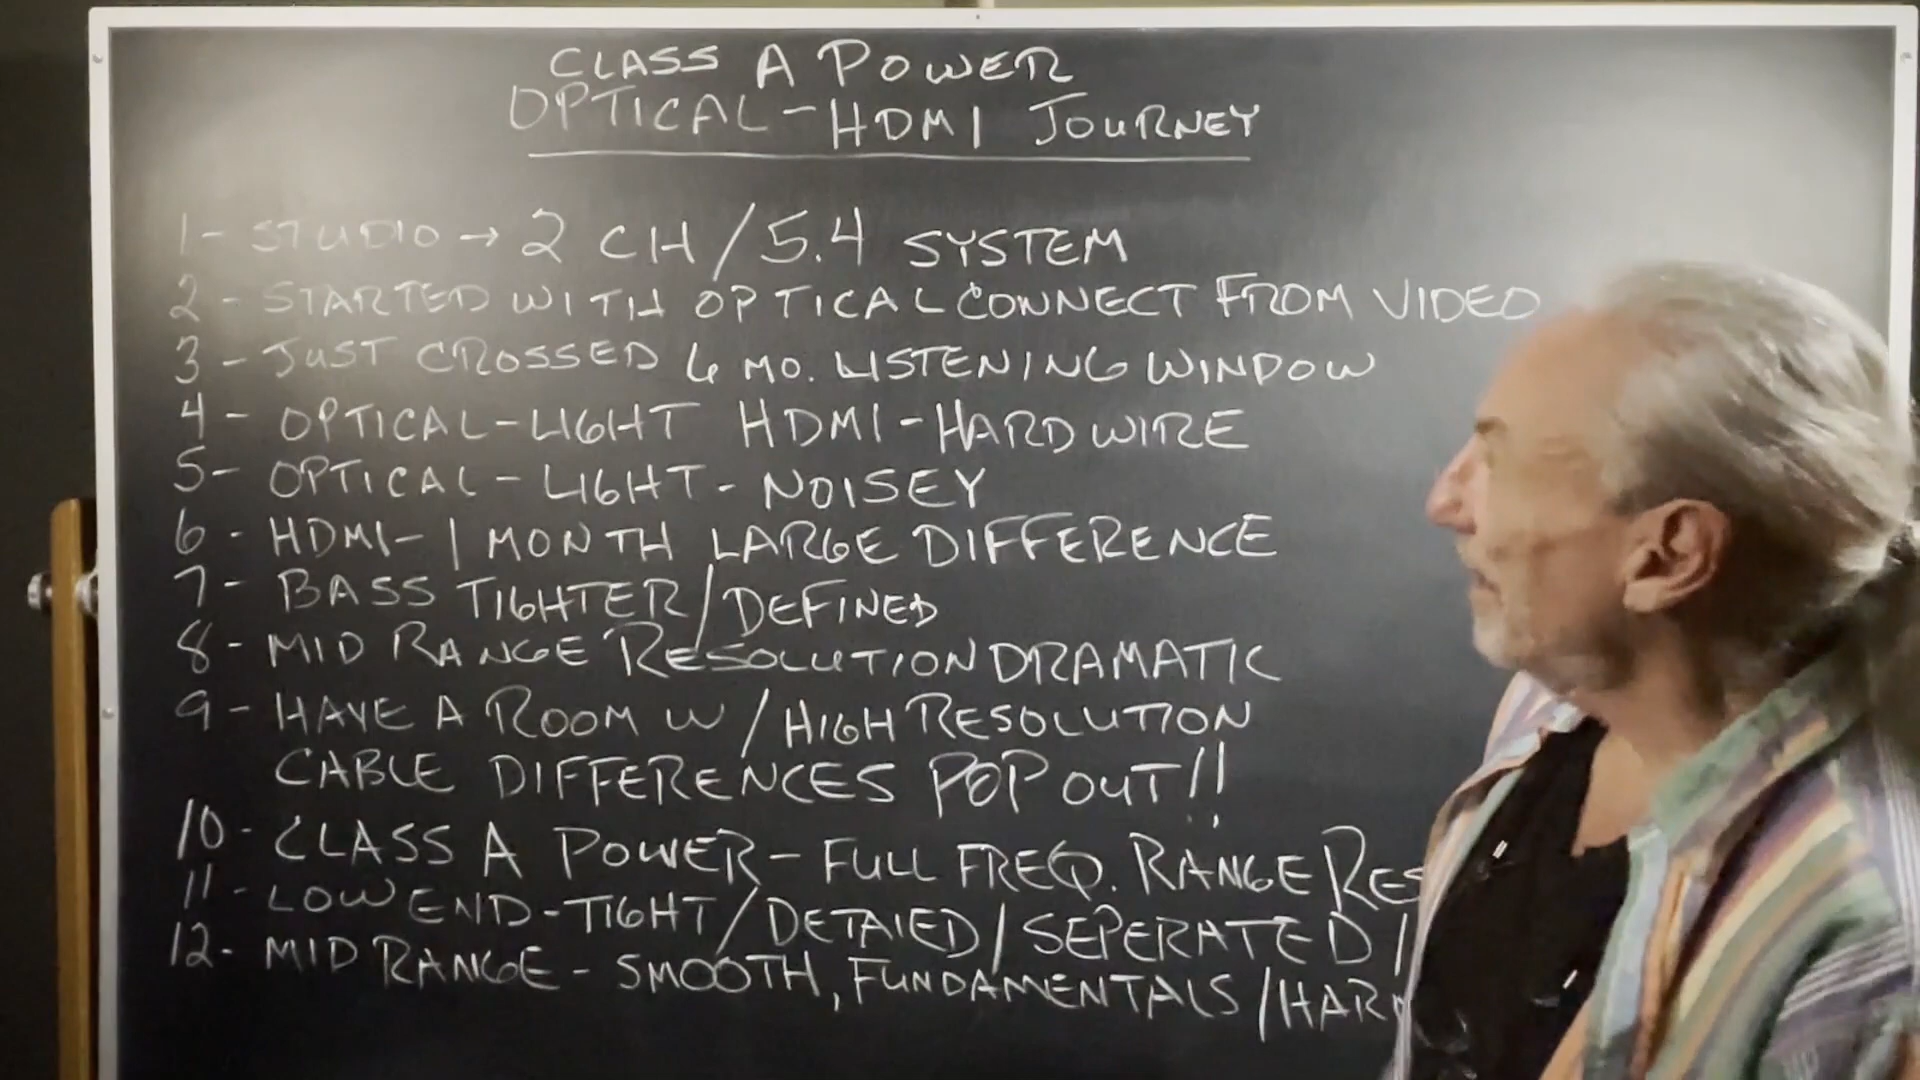 CLASS A POWER
OPTICAL-HDMI JOURNEY
1- STUDIO → 2 CH/5.4 SYSTEM
2- STARTED WITH OPTICAL CONNECT FROM VIDEO
3- JUST CROSSED 6 MO. LISTENING WINDOW
4- OPTICAL-LIGHT HDMI-HARD WIRE
5- OPTICAL-LIGHT-NOISEY
6- HDMI-1 MONTH LARGE DIFFERENCE
7- BASS TIGHTER/DEFINED
8- MID RANGE RESOLUTION DRAMATIC
9- HAVE A ROOM W/HIGH RESOLUTION
CABLE DIFFERENCES POP OUT!!
10- CLASS A POWER-FULL FREQ. RANGE RES
11- LOW END-TIGHT/DETAIED/SEPERATED/
12- MID RANGE-SMOOTH, FUNDAMENTALS/